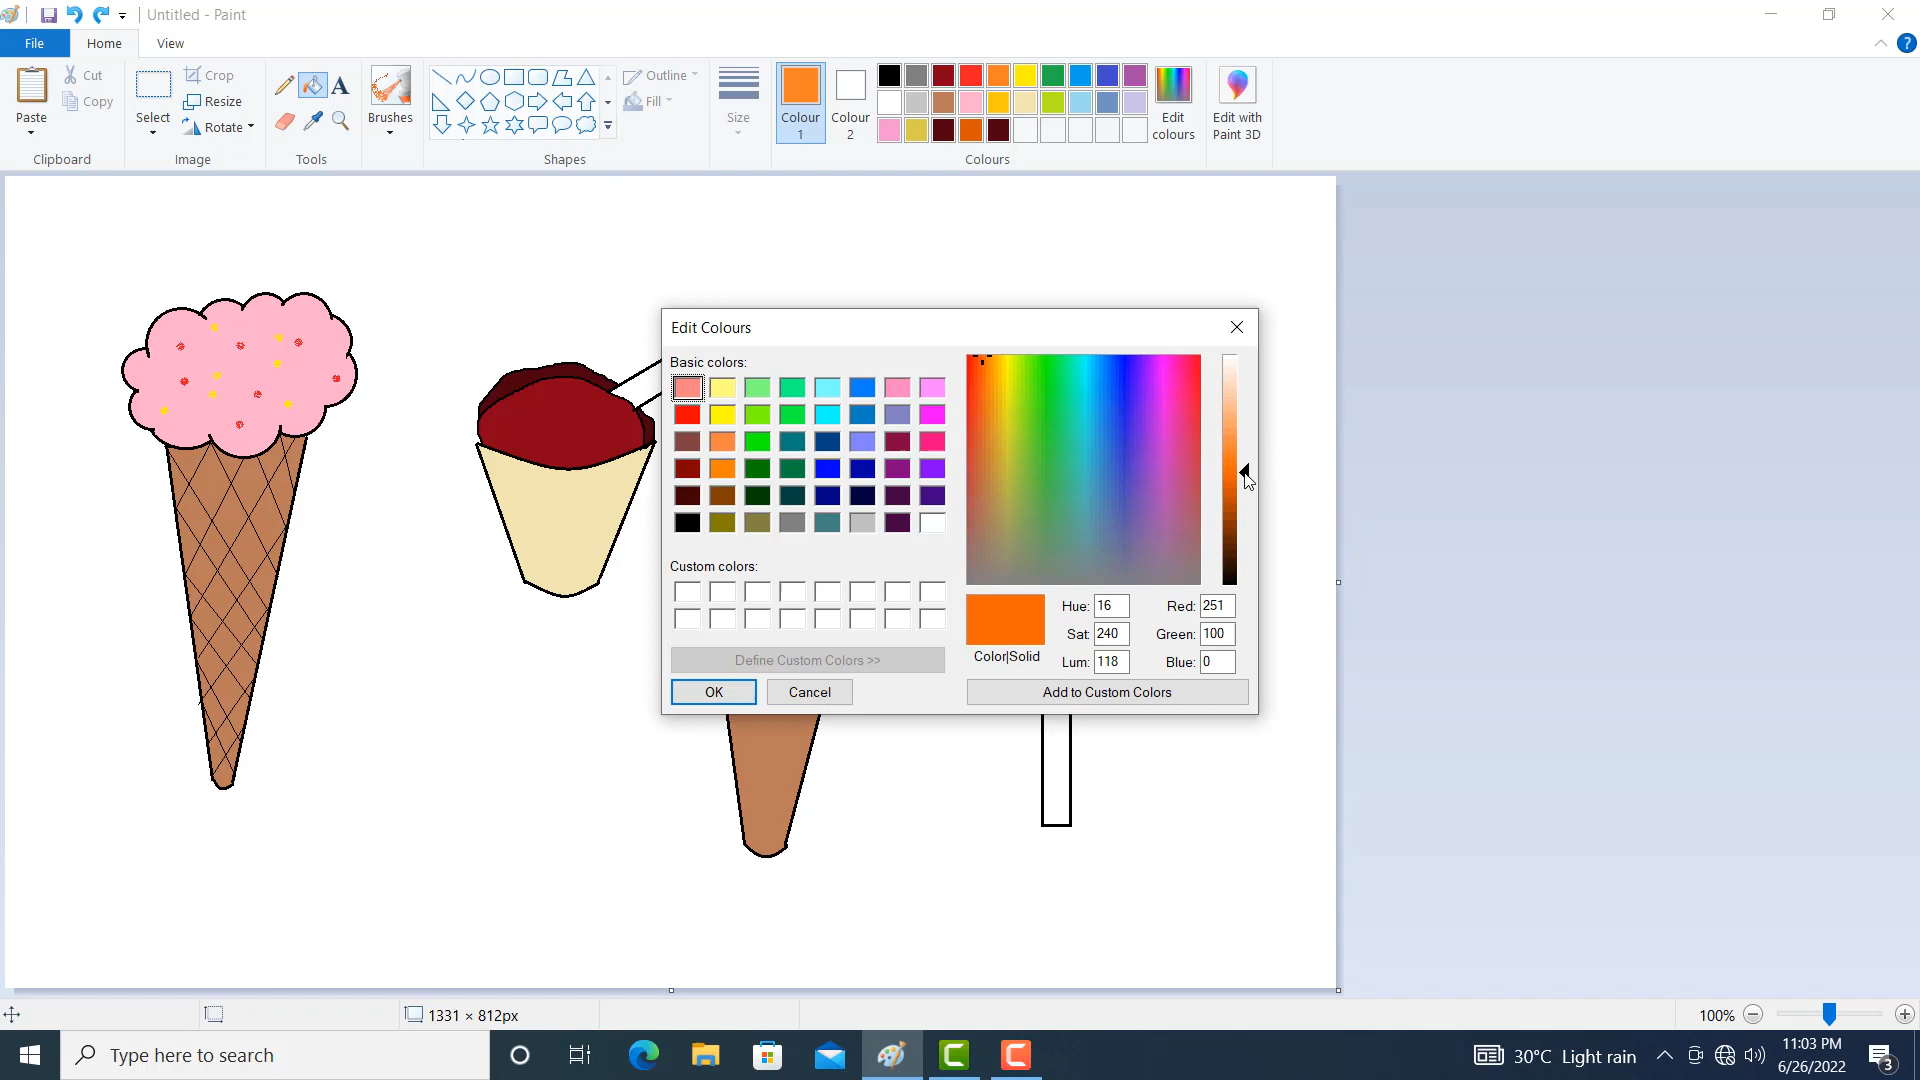 Untitled - Paint
File
Home
View
Paste
Cut
Copy
Clipboard
Select
Crop
Resize
Rotate
Image
A
Tools
Brushes
Outline
Fill
Shapes
Size
Colour 1
Colour 2
Edit colours
Colours
Edit with Paint 3D
?
Edit Colours
Basic colors:
Custom colors:
Define Custom Colors >>
OK
Cancel
Color|Solid
Hue: 16
Sat: 240
Lum: 118
Red: 251
Green: 100
Blue: 0
Add to Custom Colors
1331 × 812px
100%
Type here to search
30°C Light rain
11:03 PM
6/26/2022
3